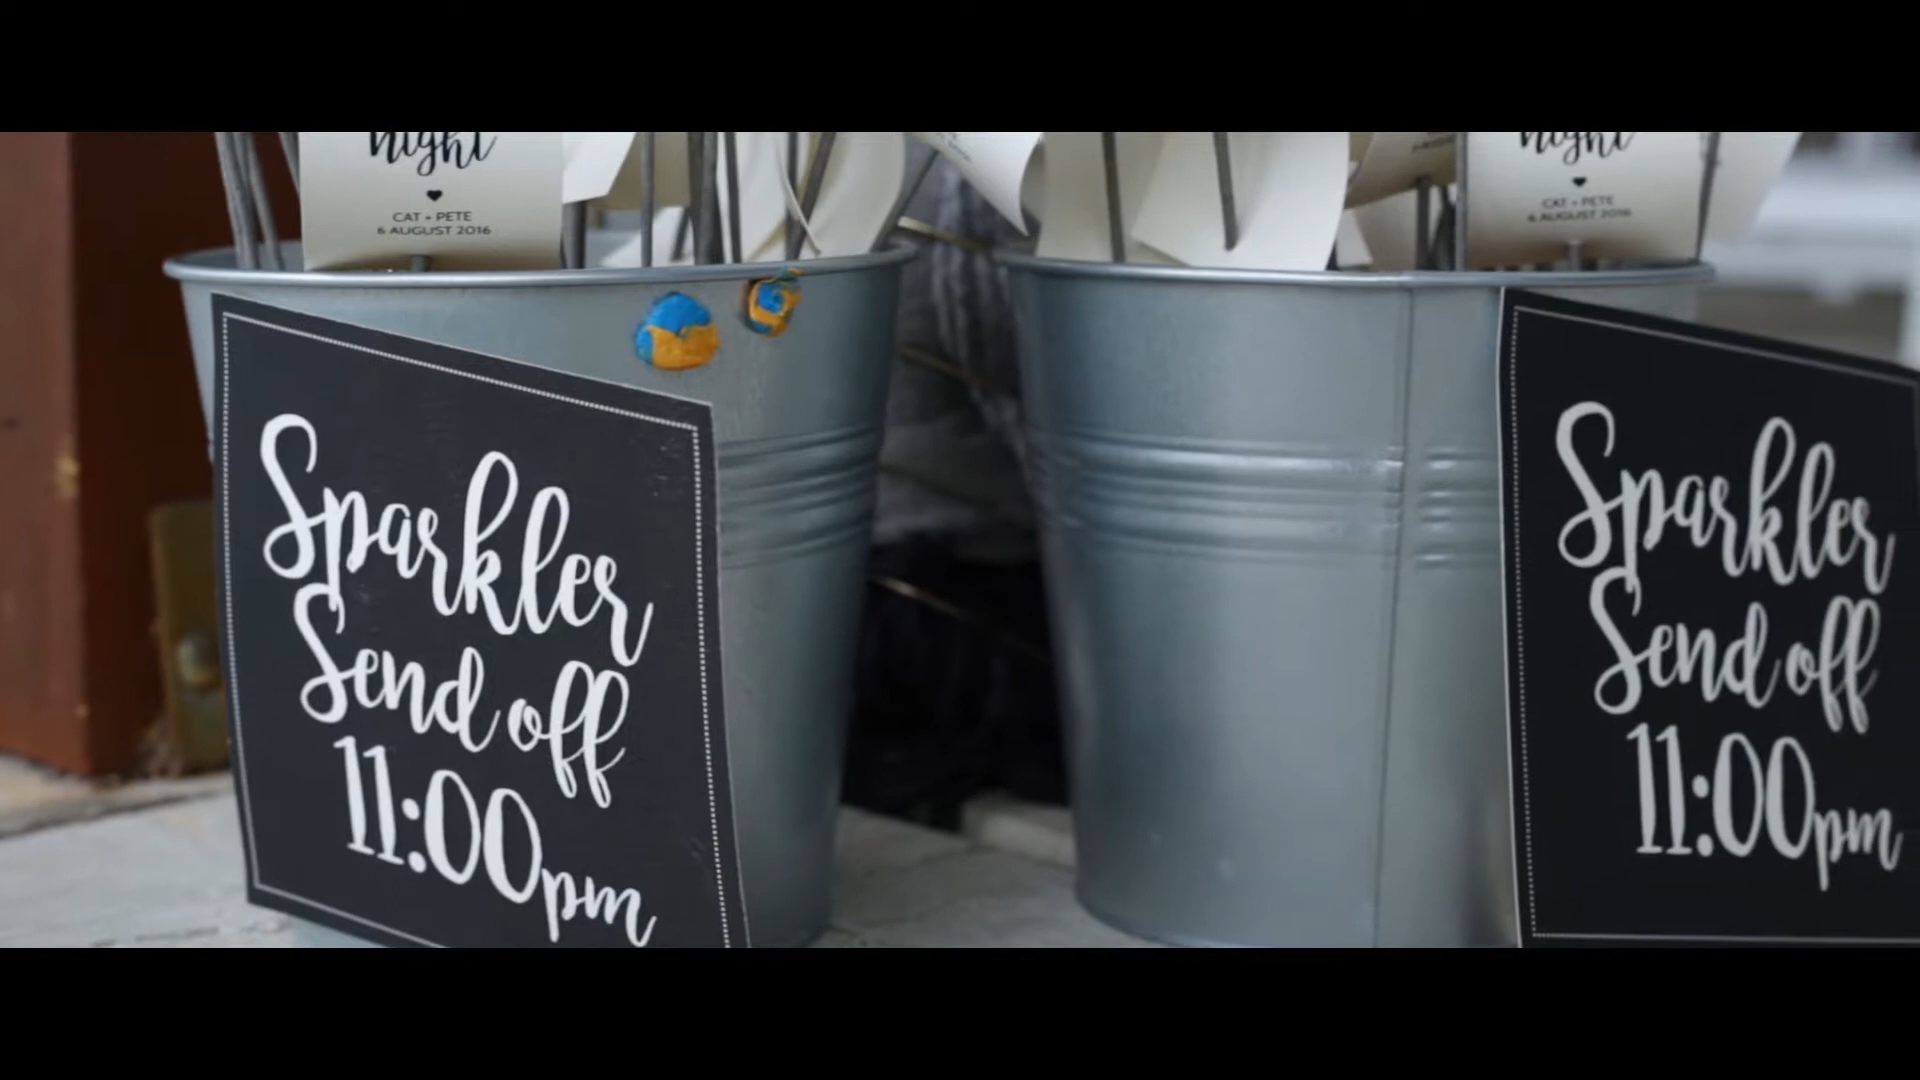 night
CAT + PETE
6 AUGUST 2016
night
CAT + PETE
6 AUGUST 2016
Sparkler
Send off
11:00pm
Sparkler
Send off
11:00pm